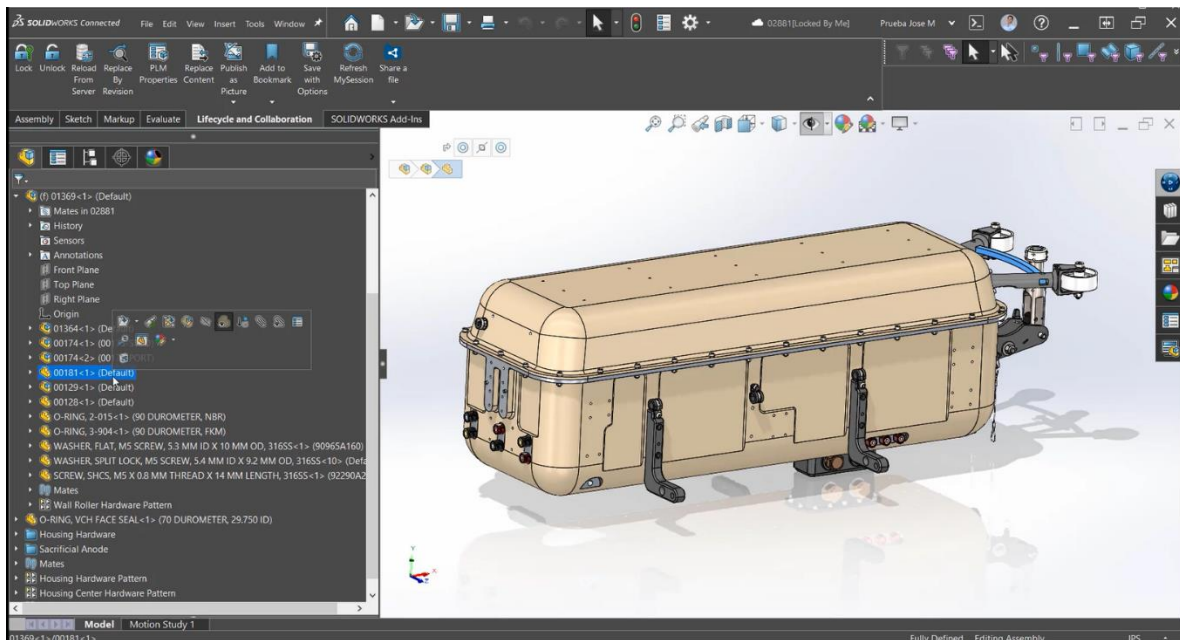 SOLIDWORKS Connected File Edit View Insert Tools Window 02881[Locked By Me] Prueba Jose M
Lock Unlock Reload From Server Replace By Revision PLM Properties Replace Content Publish as Picture Add to Bookmark Save with Options Refresh MySession Share a file
Assembly Sketch Markup Evaluate Lifecycle and Collaboration SOLIDWORKS Add-Ins
(f) 01369<1> (Default)
Mates in 02881
History
Sensors
Annotations
Front Plane
Top Plane
Right Plane
Origin
01364<1> (De
00174<1> (00
00174<2> (00 PORT)
00181<1> (Default)
00129<1> (Default)
00128<1> (Default)
O-RING, 2-015<1> (90 DUROMETER, NBR)
O-RING, 3-904<1> (90 DUROMETER, FKM)
WASHER, FLAT, M5 SCREW, 5.3 MM ID X 10 MM OD, 316SS<1> (90965A160)
WASHER, SPLIT LOCK, M5 SCREW, 5.4 MM ID X 9.2 MM OD, 316SS<10> (Defa
SCREW, SHCS, M5 X 0.8 MM THREAD X 14 MM LENGTH, 316SS<1> (92290A2
Mates
Wall Roller Hardware Pattern
O-RING, VCH FACE SEAL<1> (70 DUROMETER, 29.750 ID)
Housing Hardware
Sacrificial Anode
Mates
Housing Hardware Pattern
Housing Center Hardware Pattern
Model Motion Study 1
01369<1>/00181<1> Fully Defined Editing Assembly IPS